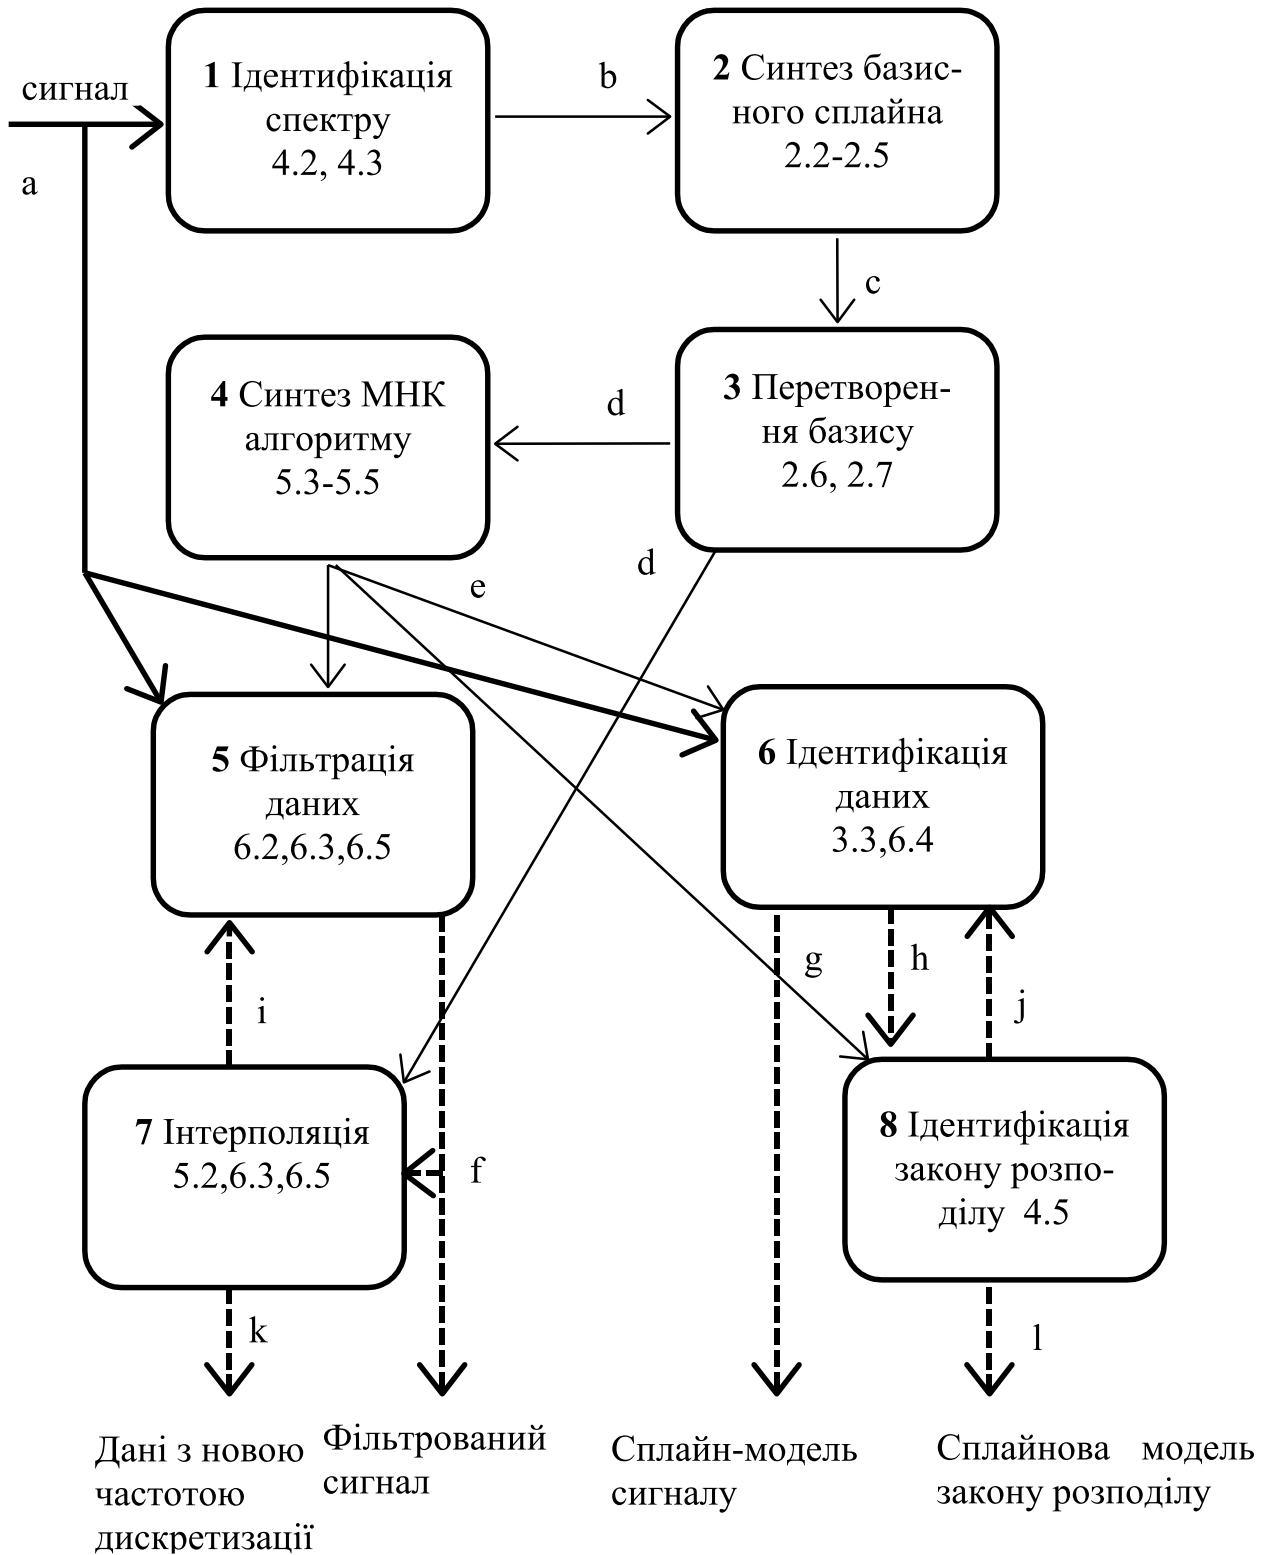 сигнал
a
1 Ідентифікація
спектру
4.2, 4.3
b
2 Синтез базис-
ного сплайна
2.2-2.5
c
4 Синтез МНК
алгоритму
5.3-5.5
d
3 Перетворен-
ня базису
2.6, 2.7
e
d
5 Фільтрація
даних
6.2,6.3,6.5
6 Ідентифікація
даних
3.3,6.4
i
g
h
j
7 Інтерполяція
5.2,6.3,6.5
f
8 Ідентифікація
закону розпо-
ділу 4.5
k
l
Дані з новою
частотою
дискретизації
Фільтрований
сигнал
Сплайн-модель
сигналу
Сплайнова модель
закону розподілу